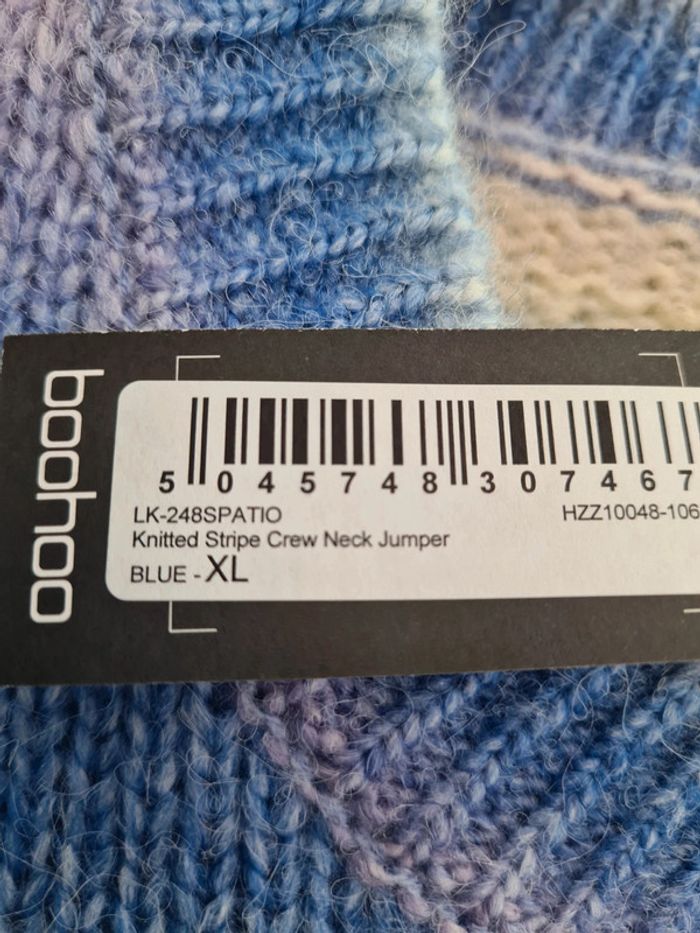 boohoo
5 045748 307467
LK-248SPATIO
HZZ10048-106
Knitted Stripe Crew Neck Jumper
BLUE - XL